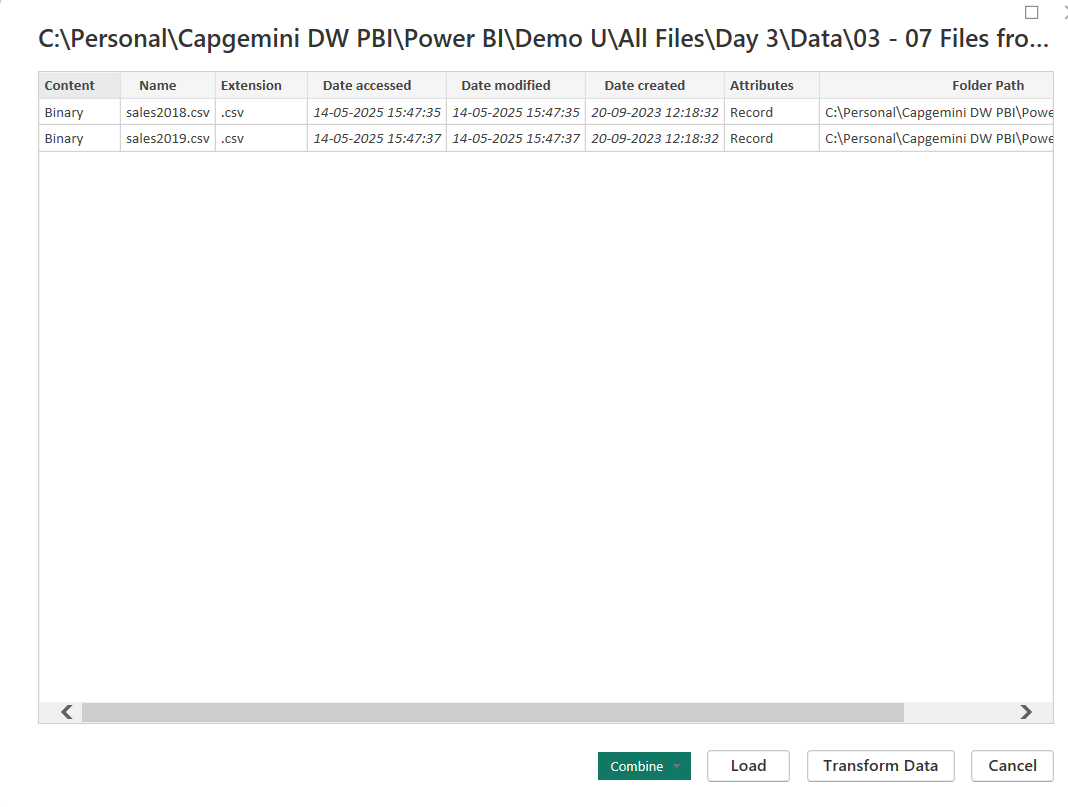 C:\Personal\Capgemini DW PBI\Power BI\Demo U\All Files\Day 3\Data\03 - 07 Files fro...
Content Name Extension Date accessed Date modified Date created Attributes Folder Path
Binary sales2018.csv .csv 14-05-2025 15:47:35 14-05-2025 15:47:35 20-09-2023 12:18:32 Record C:\Personal\Capgemini DW PBI\Powe
Binary sales2019.csv .csv 14-05-2025 15:47:37 14-05-2025 15:47:37 20-09-2023 12:18:32 Record C:\Personal\Capgemini DW PBI\Powe
Combine Load Transform Data Cancel